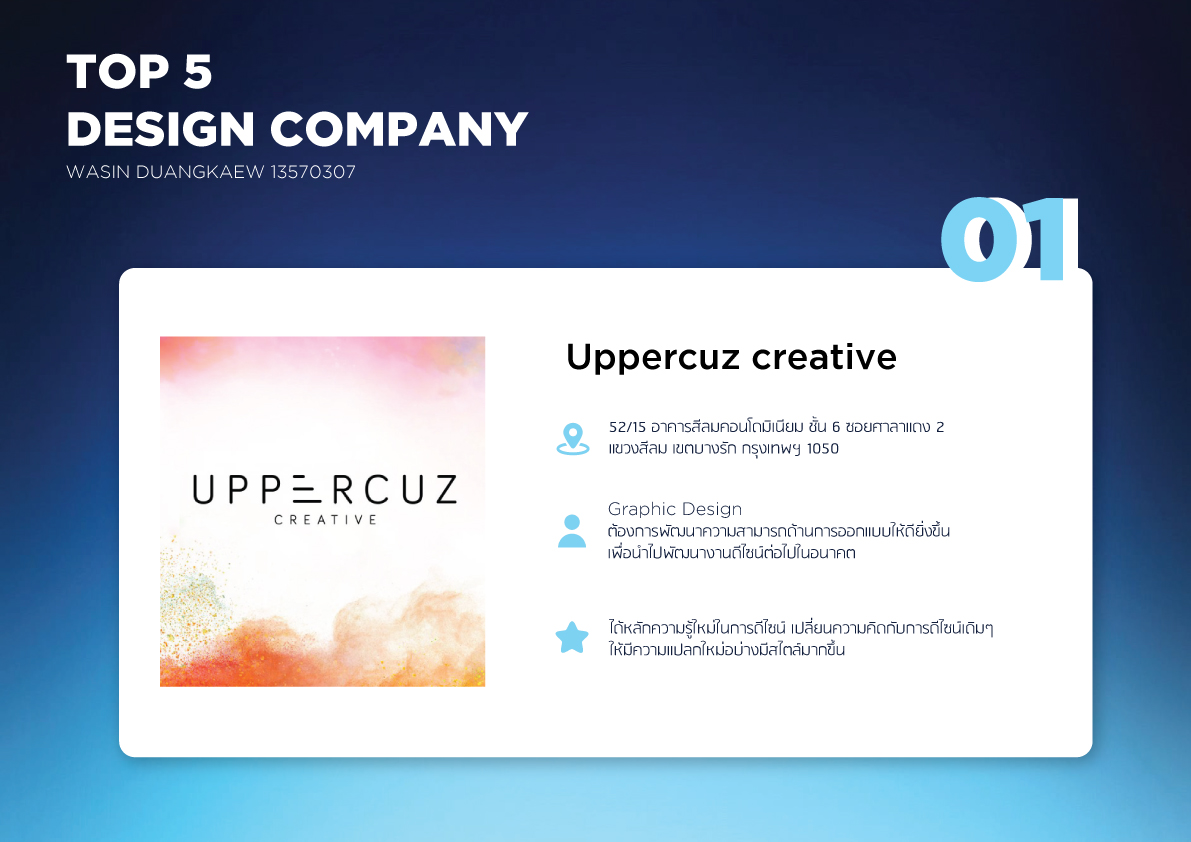 TOP 5
DESIGN COMPANY
WASIN DUANGKAEW 13570307
01
UPPERCUZ
CREATIVE
Uppercuz creative
52/15 อาคารสีลมคอนโดมิเนียม ชั้น 6 ซอยศาลาแดง 2
แขวงสีลม เขตบางรัก กรุงเทพฯ 1050
Graphic Design
ต้องการพัฒนาความสามารถด้านการออกแบบให้ดียิ่งขึ้น
เพื่อนำไปพัฒนางานดีไซน์ต่อไปในอนาคต
ได้หลักความรู้ใหม่ในการดีไซน์ เปลี่ยนความคิดกับการดีไซน์เดิมๆ
ให้มีความแปลกใหม่อบ่างมีสไตล์มากขึ้น